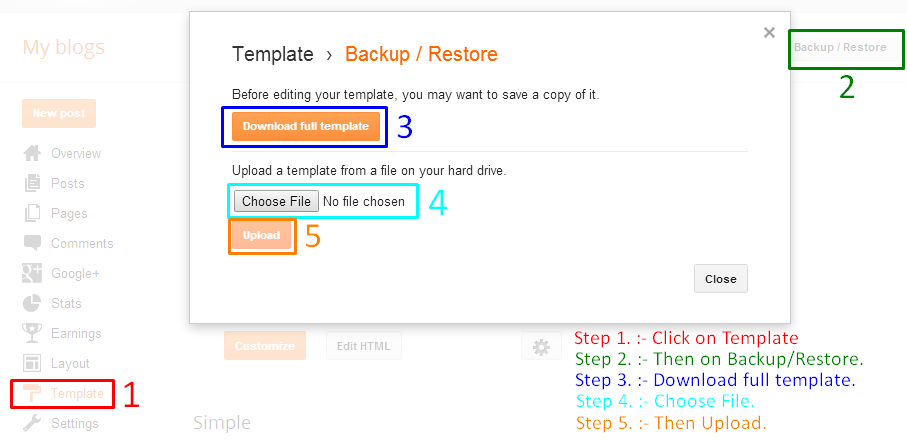 My blogs
×
Template › Backup / Restore
Backup / Restore
2
Before editing your template, you may want to save a copy of it.
New post
Download full template
3
Overview
Upload a template from a file on your hard drive.
Posts
Choose File No file chosen
4
Pages
Upload
5
Comments
Google+
Close
Stats
Earnings
Customize
Edit HTML
Layout
Template
1
Settings
Simple
Step 1. :- Click on Template
Step 2. :- Then on Backup/Restore.
Step 3. :- Download full template.
Step 4. :- Choose File.
Step 5. :- Then Upload.